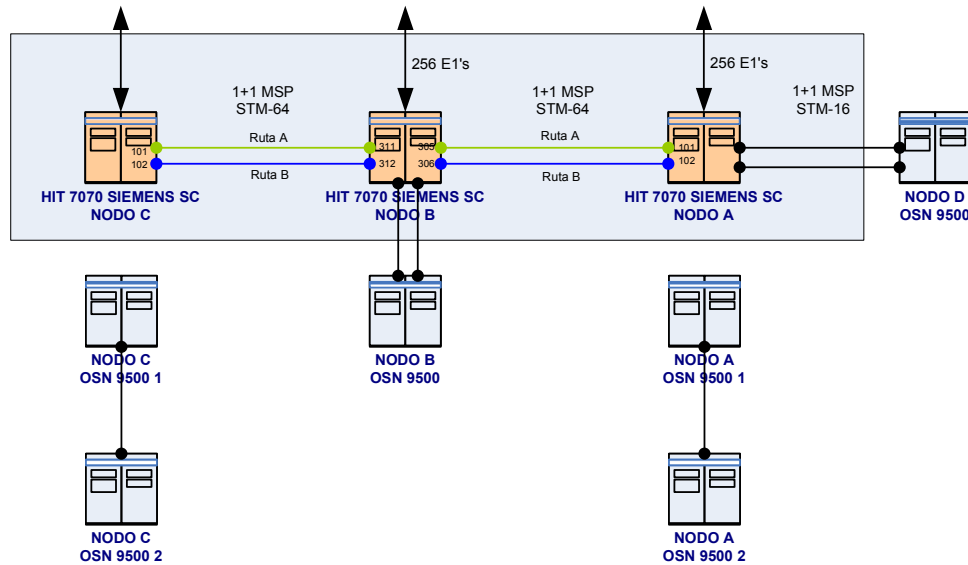 256 E1's
256 E1's
1+1 MSP
STM-64
1+1 MSP
STM-64
1+1 MSP
STM-16
Ruta A
Ruta A
101
102
311
312
305
306
101
102
Ruta B
Ruta B
HIT 7070 SIEMENS SC
NODO C
HIT 7070 SIEMENS SC
NODO B
HIT 7070 SIEMENS SC
NODO A
NODO D
OSN 9500
NODO C
OSN 9500 1
NODO B
OSN 9500
NODO A
OSN 9500 1
NODO C
OSN 9500 2
NODO A
OSN 9500 2